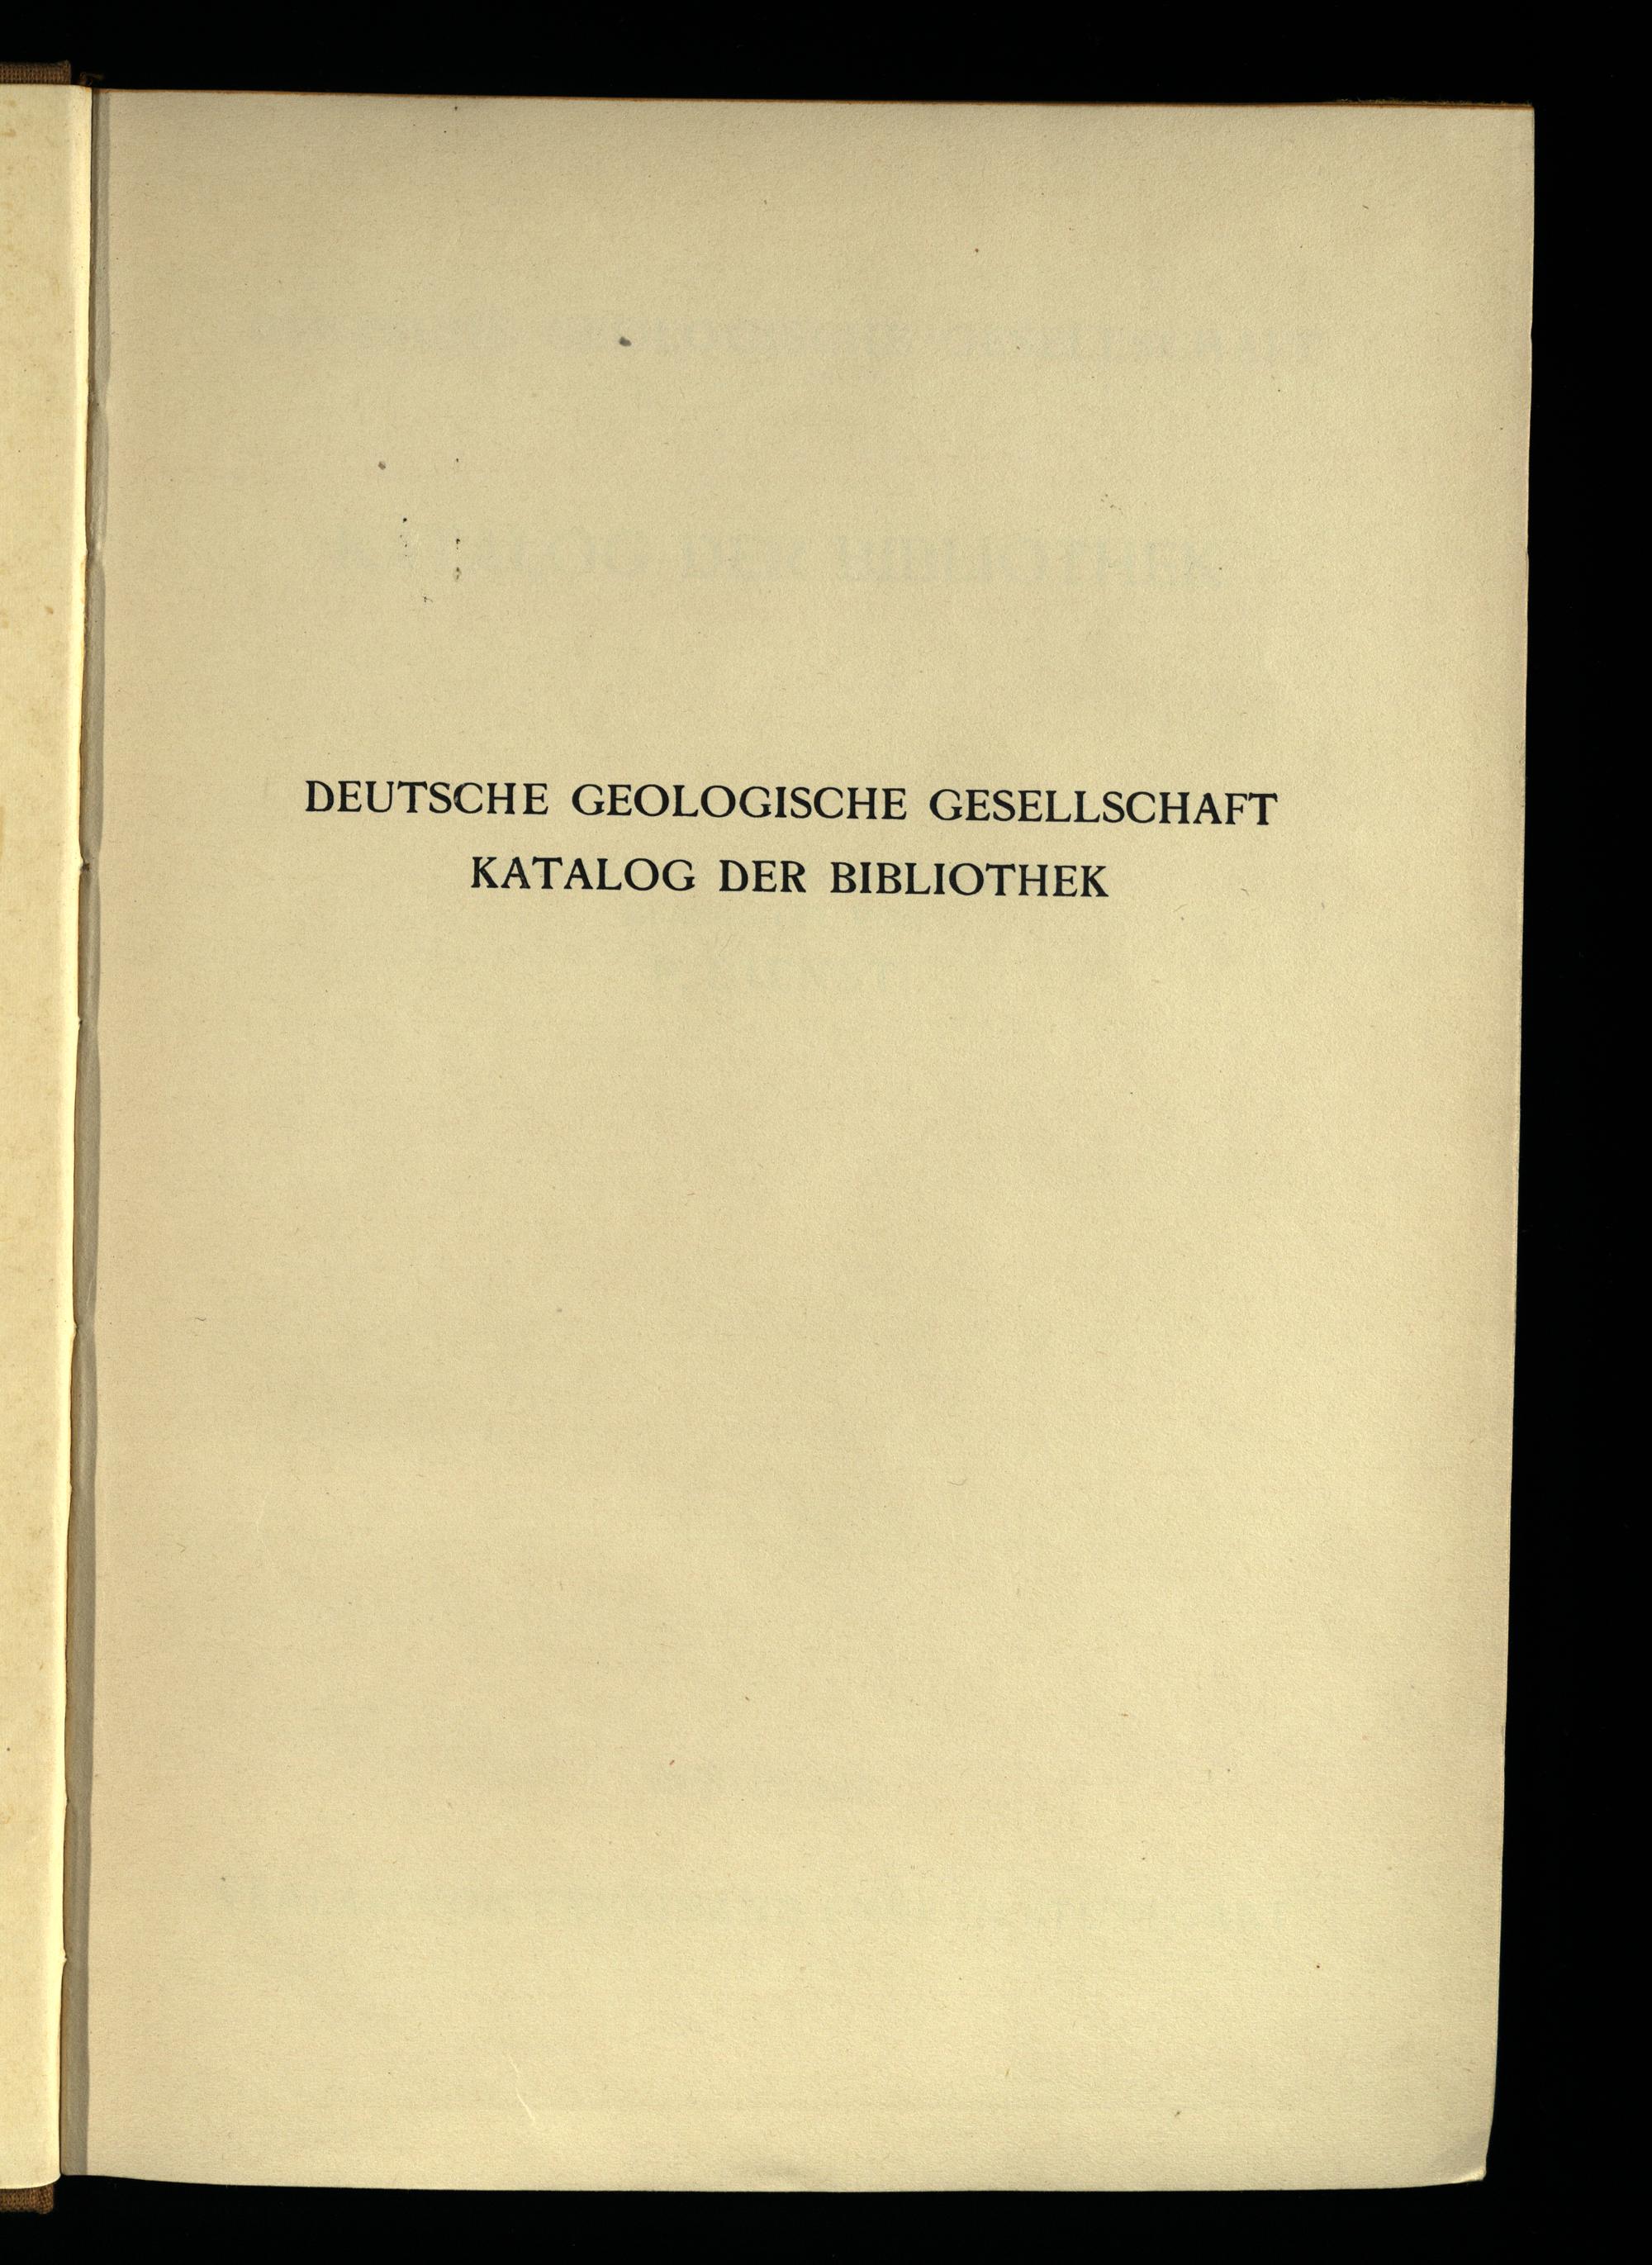 DEUTSCHE GEOLOGISCHE GESELLSCHAFT
KATALOG DER BIBLIOTHEK